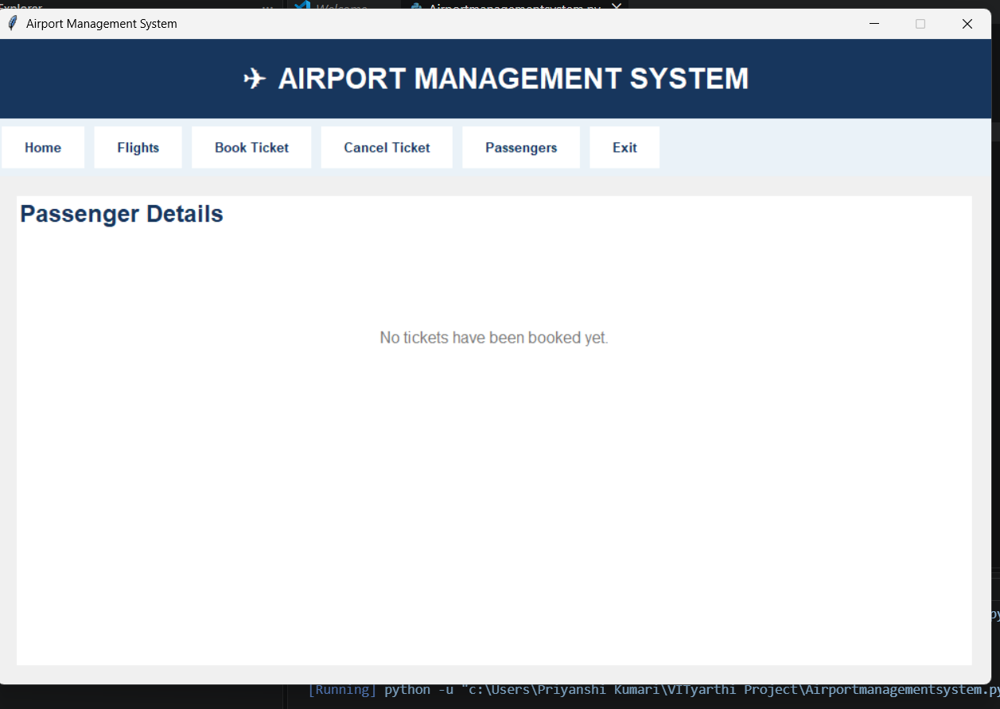 Explorer
Welcome
Airportmanagementsystem.py
Airport Management System
✈ AIRPORT MANAGEMENT SYSTEM
Home
Flights
Book Ticket
Cancel Ticket
Passengers
Exit
Passenger Details
No tickets have been booked yet.
py
[Running] python -u "c:\Users\Priyanshi Kumari\VITyarthi Project\Airportmanagementsystem.py